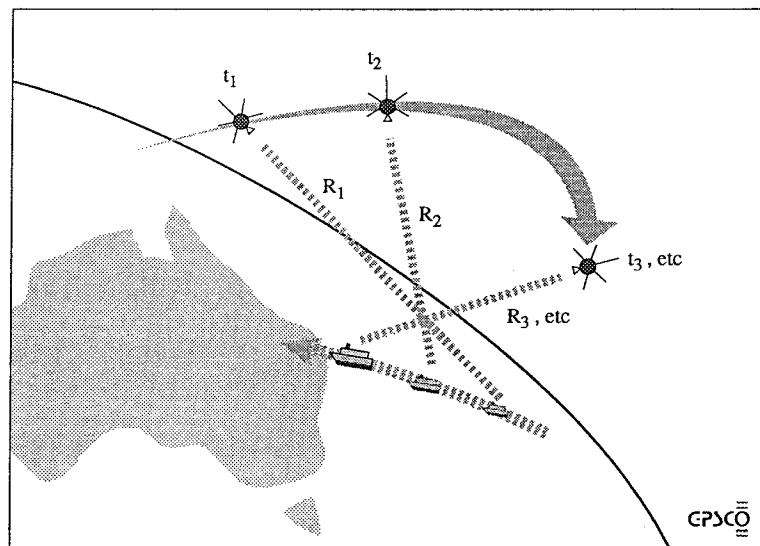 t1
t2
R1
R2
t3 , etc
R3 , etc
GPSCO